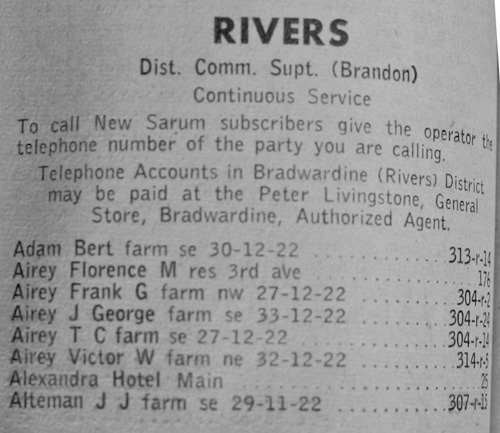 RIVERS
Dist. Comm. Supt. (Brandon)
Continuous Service
To call New Sarum subscribers give the operator the
telephone number of the party you are calling.
Telephone Accounts in Bradwardine (Rivers) District
may be paid at the Peter Livingstone, General
Store, Bradwardine, Authorized Agent.
Adam Bert farm se 30-12-22 . . . . . . . . . . . . 313-r-14
Airey Florence M res 3rd ave . . . . . . . . . . . . 176
Airey Frank G farm nw 27-12-22 . . . . . . . . . . 304-r-2
Airey J George farm se 33-12-22 . . . . . . . . . 304-r-24
Airey T C farm se 27-12-22 . . . . . . . . . . . . 304-r-14
Airey Victor W farm ne 32-12-22 . . . . . . . . . 314-r-5
Alexandra Hotel Main . . . . . . . . . . . . . . . . 25
Alteman J J farm se 29-11-22 . . . . . . . . . . 307-r-15